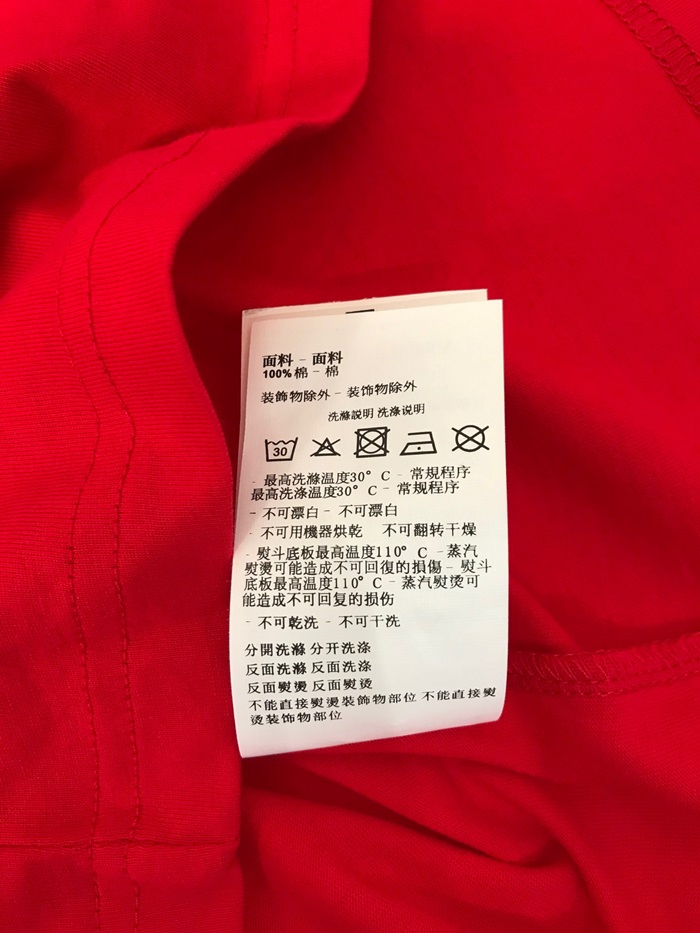 面料 - 面料
100% 棉 - 棉
装飾物除外 - 装饰物除外
洗滌説明 洗涤说明
30
- 最高洗滌温度30° C - 常規程序
最高洗涤温度30° C - 常规程序
- 不可漂白 - 不可漂白
- 不可用機器烘乾 不可翻转干燥
- 熨斗底板最高温度110° C -蒸汽
熨燙可能造成不可回復的損傷 - 熨斗
底板最高温度110° C - 蒸汽熨烫可
能造成不可回复的损伤
- 不可乾洗 - 不可干洗
分開洗滌 分开洗涤
反面洗滌 反面洗涤
反面熨燙 反面熨烫
不能直接熨燙裝飾物部位 不能直接熨
烫装饰物部位